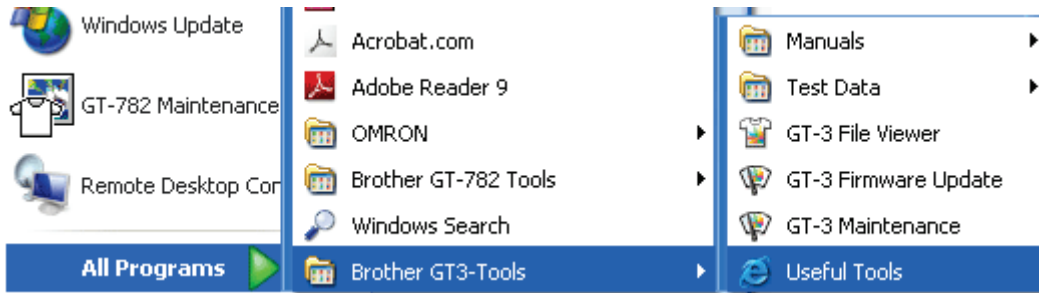 Windows Update
GT-782 Maintenance
Remote Desktop Con
All Programs
Acrobat.com
Adobe Reader 9
OMRON
Brother GT-782 Tools
Windows Search
Brother GT3-Tools
Manuals
Test Data
GT-3 File Viewer
GT-3 Firmware Update
GT-3 Maintenance
Useful Tools